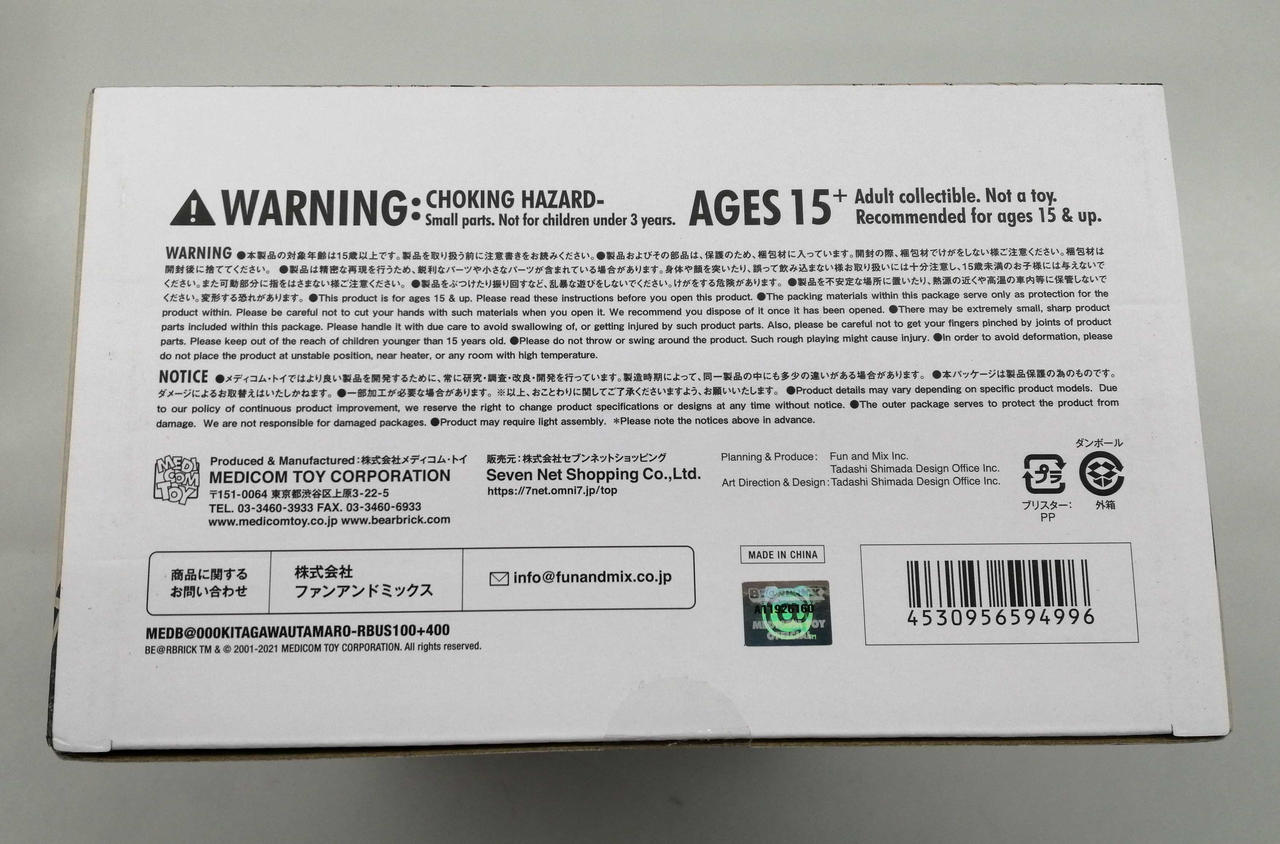 WARNING: CHOKING HAZARD-
Small parts. Not for children under 3 years.
AGES 15+ Adult collectible. Not a toy.
Recommended for ages 15 & up.
WARNING ●本製品の対象年齢は15歳以上です。製品を取り扱う前に注意書きをお読みください。●製品およびその部品は、保護のため、梱包材に入っています。開封の際、梱包材でけがをしない様ご注意ください。梱包材は
開封後に捨ててください。 ●製品は精密な再現を行うため、鋭利なパーツや小さなパーツが含まれている場合があります。身体や顔を突いたり、誤って飲み込まない様お取り扱いには十分注意し、15歳未満のお子様には与えないで
ください。また可動部分に指をはさまない様ご注意ください。 ●製品をぶつけたり振り回すなど、乱暴な遊びをしないでください。けがをする危険があります。 ●製品を不安定な場所に置いたり、熱源の近くや高温の車内等に保管しないで
ください。変形する恐れがあります。 ●This product is for ages 15 & up. Please read these instructions before you open this product. ●The packing materials within this package serve only as protection for the
product within. Please be careful not to cut your hands with such materials when you open it. We recommend you dispose of it once it has been opened. ●There may be extremely small, sharp product
parts included within this package. Please handle it with due care to avoid swallowing of, or getting injured by such product parts. Also, please be careful not to get your fingers pinched by joints of product
parts. Please keep out of the reach of children younger than 15 years old. ●Please do not throw or swing around the product. Such rough playing might cause injury. ●In order to avoid deformation, please
do not place the product at unstable position, near heater, or any room with high temperature.
NOTICE ●メディコム・トイではより良い製品を開発するために、常に研究・調査・改良・開発を行っています。製造時期によって、同一製品の中にも多少の違いがある場合があります。 ●本パッケージは製品保護の為のものです。
ダメージによるお取替えはいたしかねます。●一部加工が必要な場合があります。※以上、おことわりに関してご了承くださいますよう、お願いいたします。 ●Product details may vary depending on specific product models. Due
to our policy of continuous product improvement, we reserve the right to change product specifications or designs at any time without notice. ●The outer package serves to protect the product from
damage. We are not responsible for damaged packages. ●Product may require light assembly. ＊Please note the notices above in advance.
MEDI COM TOY
Produced & Manufactured:株式会社メディコム・トイ
MEDICOM TOY CORPORATION
〒151-0064 東京都渋谷区上原3-22-5
TEL. 03-3460-3933 FAX. 03-3460-6933
www.medicomtoy.co.jp www.bearbrick.com
販売元:株式会社セブンネットショッピング
Seven Net Shopping Co.,Ltd.
https://7net.omni7.jp/top
Planning & Produce: Fun and Mix Inc.
Tadashi Shimada Design Office Inc.
Art Direction & Design: Tadashi Shimada Design Office Inc.
ダンボール
プラ
ブリスター: 外箱
PP
商品に関する
お問い合わせ
株式会社
ファンアンドミックス
info@funandmix.co.jp
MADE IN CHINA
BE@RBRICK
A11926160
MEDICOM TOY
OFFICIAL
4530956594996
MEDB@000KITAGAWAUTAMARO-RBUS100+400
BE@RBRICK TM & © 2001-2021 MEDICOM TOY CORPORATION. All rights reserved.